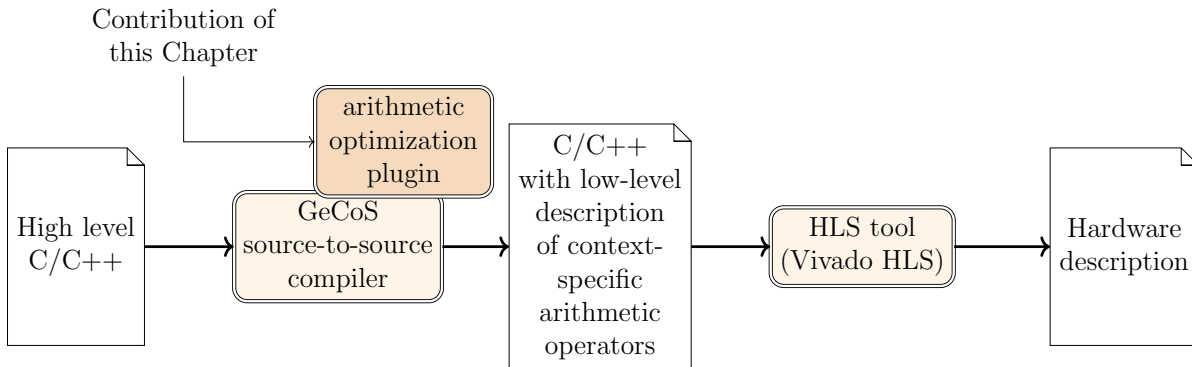 Contribution of
this Chapter
arithmetic
optimization
plugin
High level
C/C++
GeCoS
source-to-source
compiler
C/C++
with low-level
description
of context-
specific
arithmetic
operators
HLS tool
(Vivado HLS)
Hardware
description